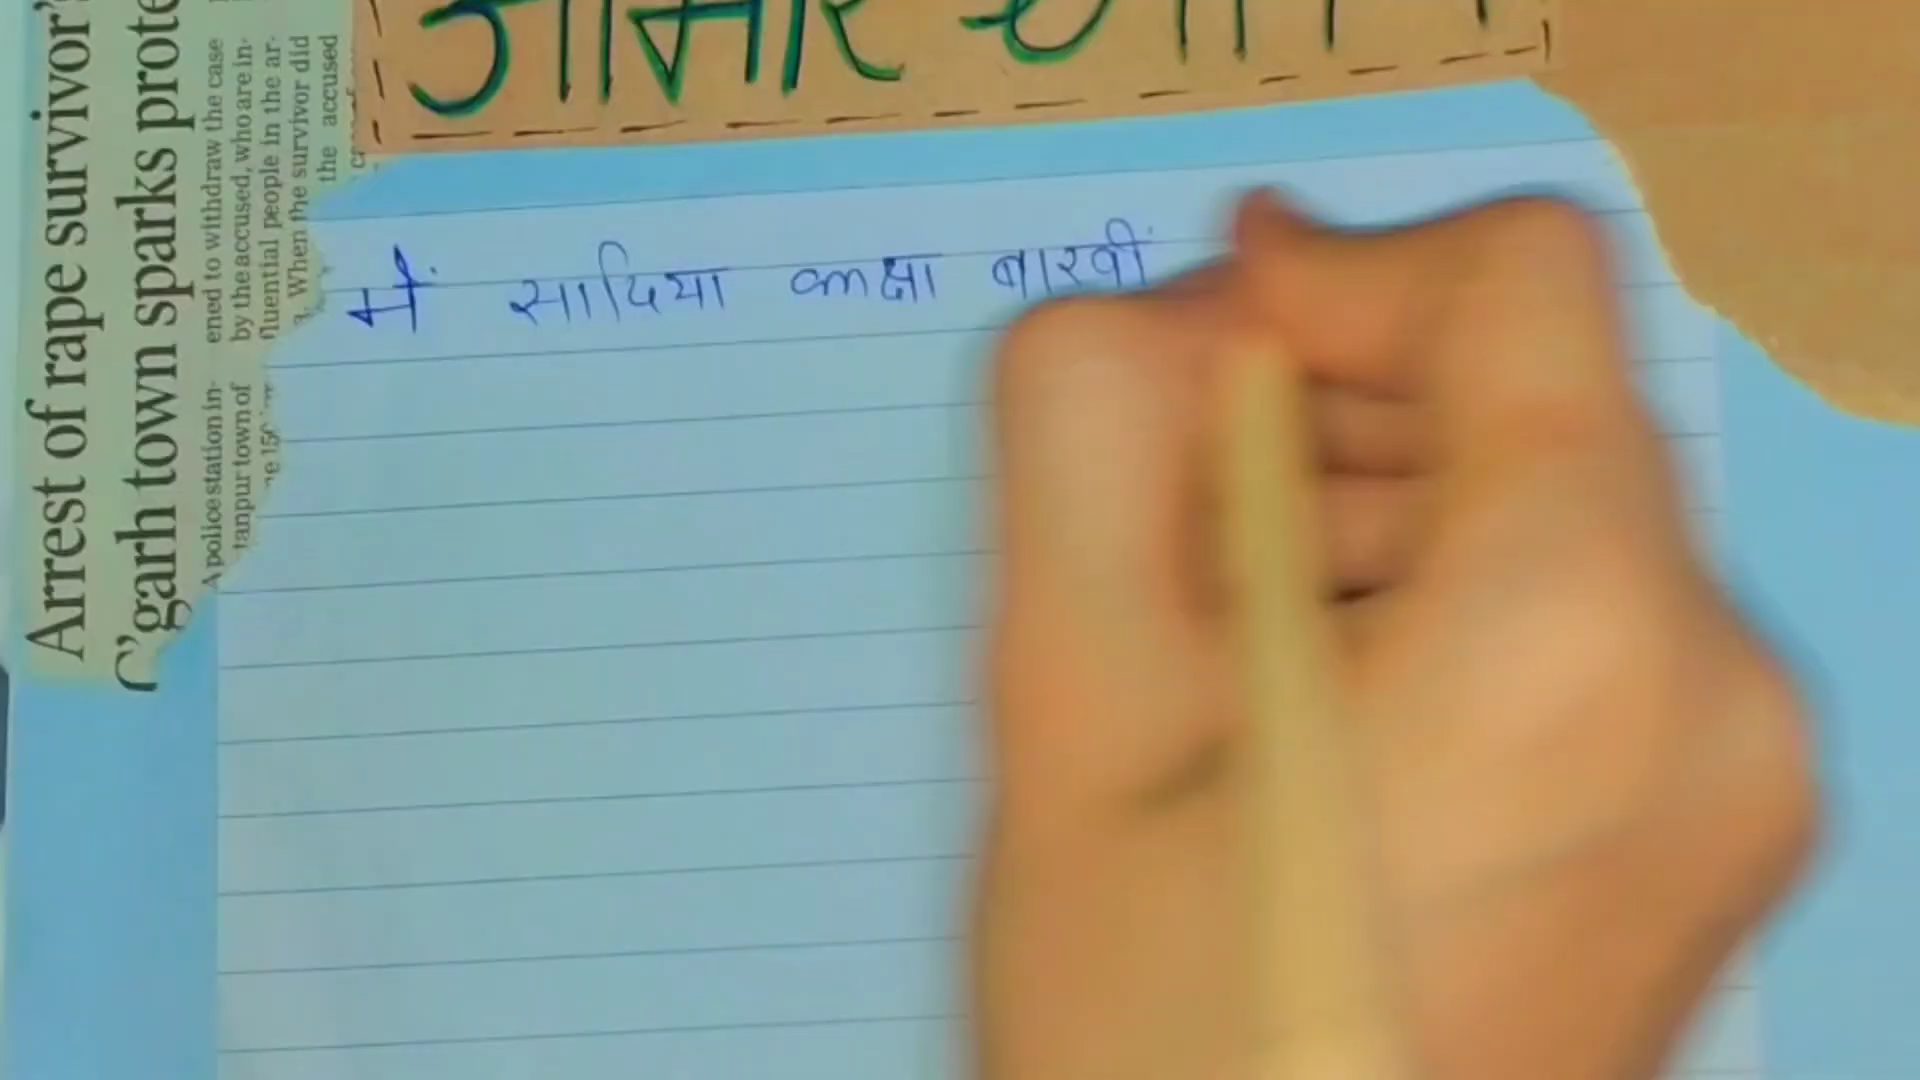 Arrest of rape survivor's
C'garh town sparks prote
ened to withdraw the case
by the accused, who are in-
fluential people in the ar-
When the survivor did
the accused
A police station in-
tanpur town of
मैं सादिया कक्षा बारवीं